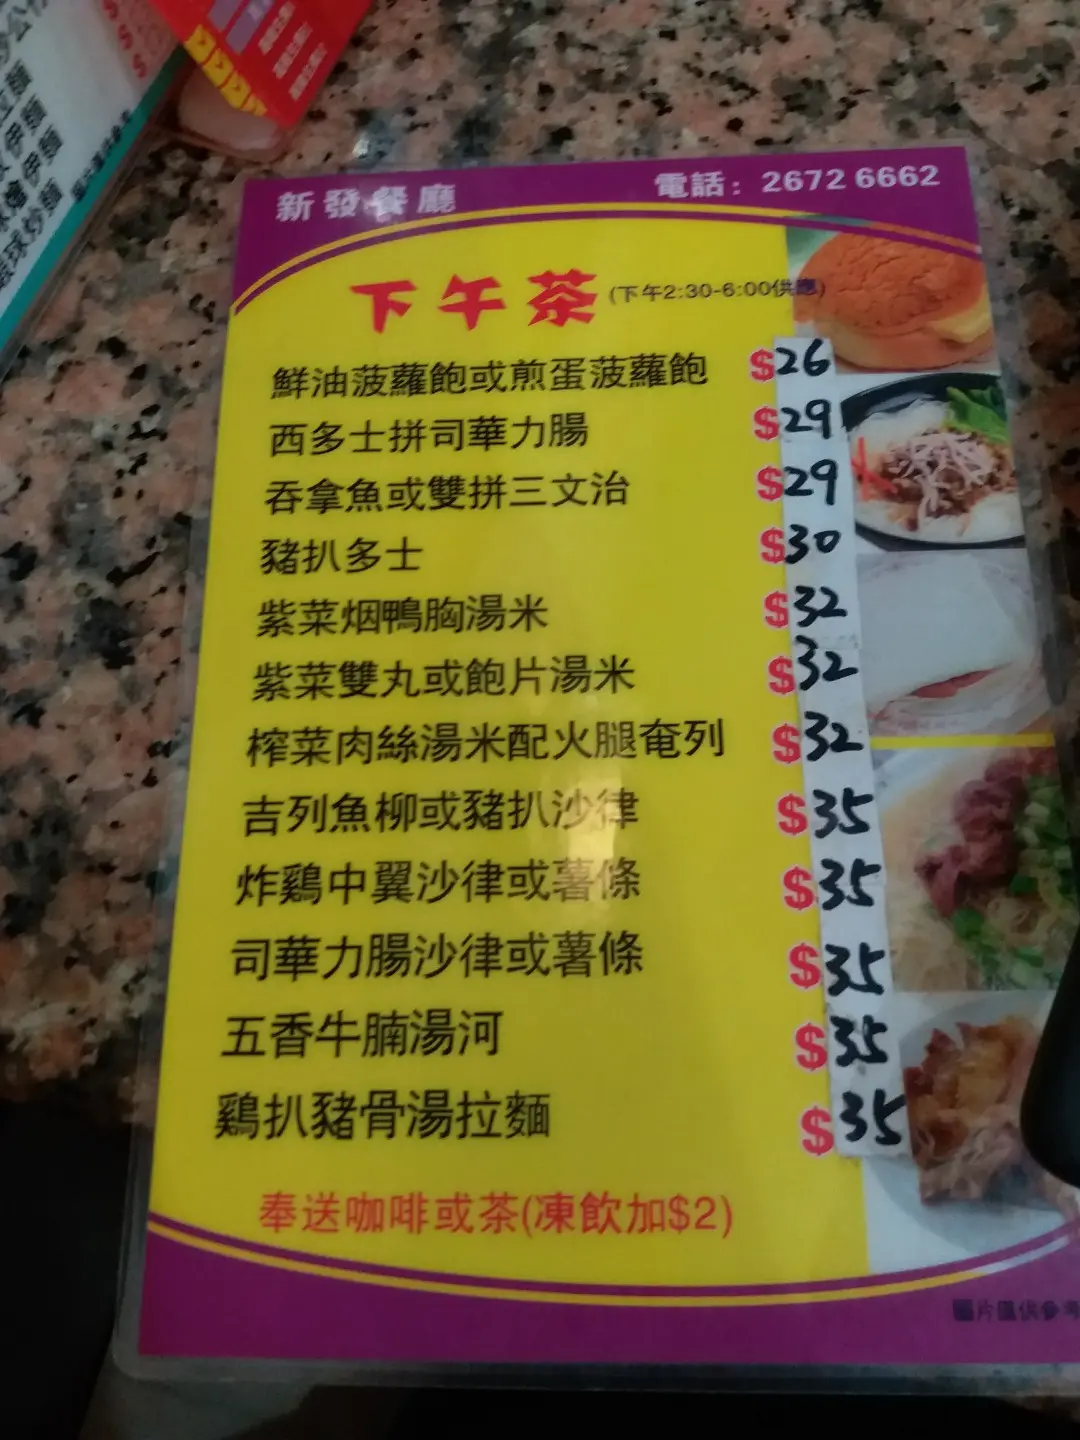 新發餐廳
電話：2672 6662
下午茶 (下午2:30-6:00供應)
鮮油菠蘿飽或煎蛋菠蘿飽 $26
西多士拼司華力腸 $29
吞拿魚或雙拼三文治 $29
豬扒多士 $30
紫菜烟鴨胸湯米 $32
紫菜雙丸或飽片湯米 $32
榨菜肉絲湯米配火腿奄列 $32
吉列魚柳或豬扒沙律 $35
炸鷄中翼沙律或薯條 $35
司華力腸沙律或薯條 $35
五香牛腩湯河 $35
鷄扒豬骨湯拉麵 $35
奉送咖啡或茶(凍飲加$2)
圖片僅供參考